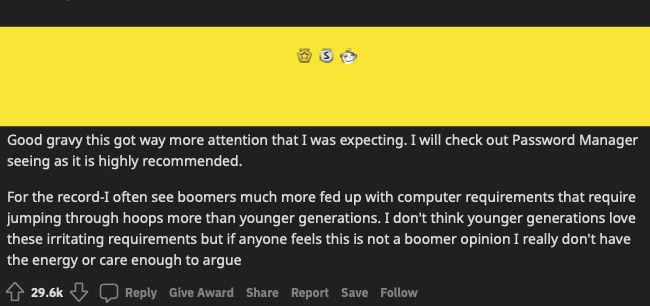 Good gravy this got way more attention that I was expecting. I will check out Password Manager
seeing as it is highly recommended.
For the record-I often see boomers much more fed up with computer requirements that require
jumping through hoops more than younger generations. I don't think younger generations love
these irritating requirements but if anyone feels this is not a boomer opinion I really don't have
the energy or care enough to argue
29.6k Reply Give Award Share Report Save Follow